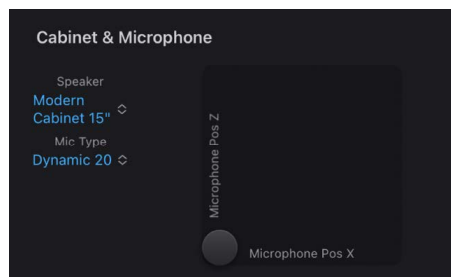 Cabinet & Microphone
Speaker
Modern
Cabinet 15"
Mic Type
Dynamic 20
Microphone Pos Z
Microphone Pos X